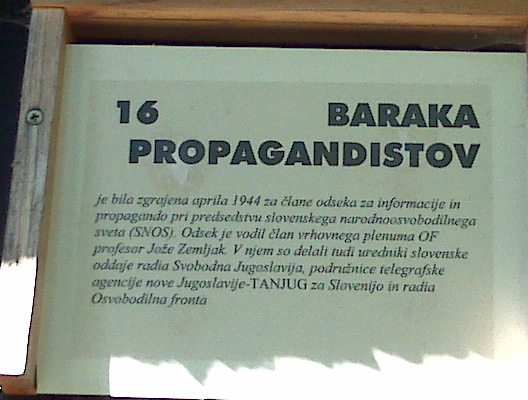 16 BARAKA
PROPAGANDISTOV
je bila zgrajena aprila 1944 za člane odseka za informacije in
propagando pri predsedstvu slovenskega narodnoosvobodilnega
sveta (SNOS). Odsek je vodil član vrhovnega plenuma OF
profesor Jože Zemljak. V njem so delali tudi uredniki slovenske
oddaje radia Svobodna Jugoslavija, podružnice telegrafske
agencije nove Jugoslavije-TANJUG za Slovenijo in radia
Osvobodilna fronta